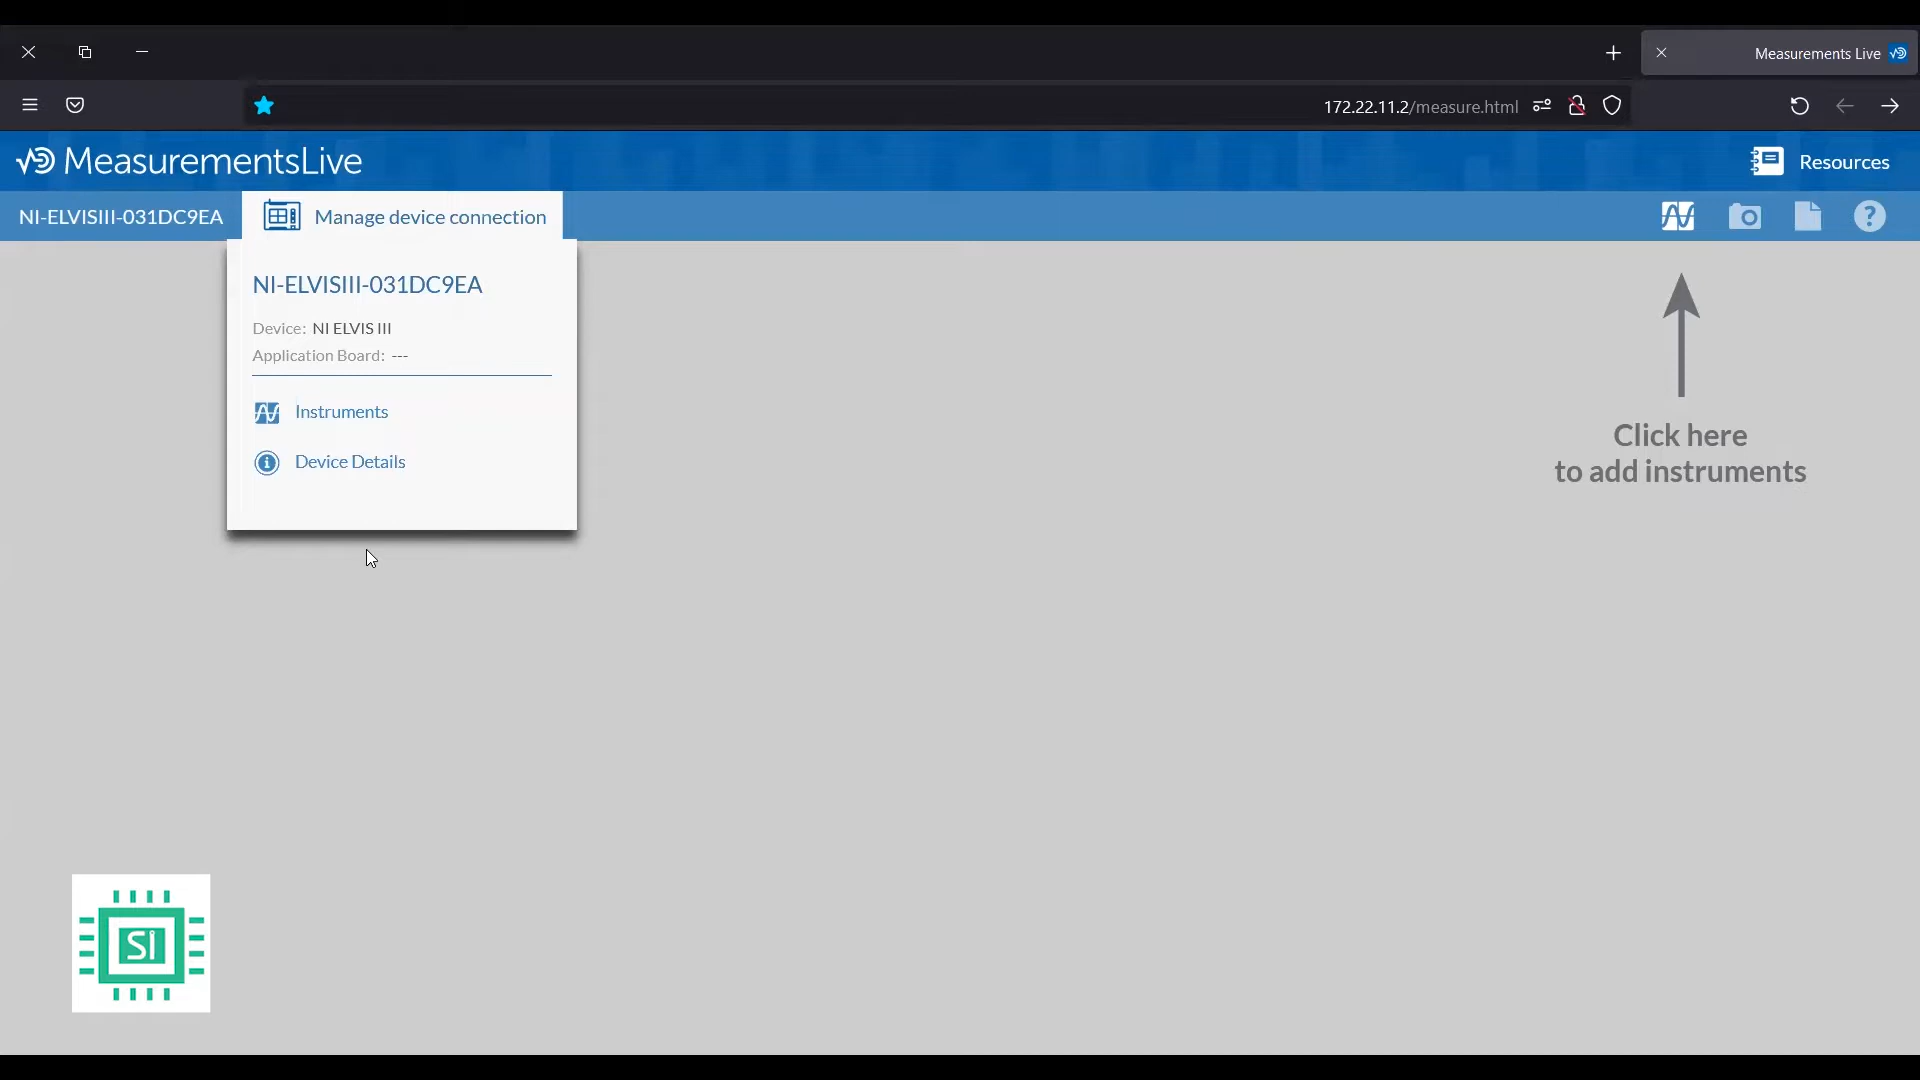 Measurements Live
172.22.11.2/measure.html
MeasurementsLive
Resources
NI-ELVISIII-031DC9EA
Manage device connection
NI-ELVISIII-031DC9EA
Device: NI ELVIS III
Application Board: ---
Instruments
Device Details
Click here
to add instruments
SI